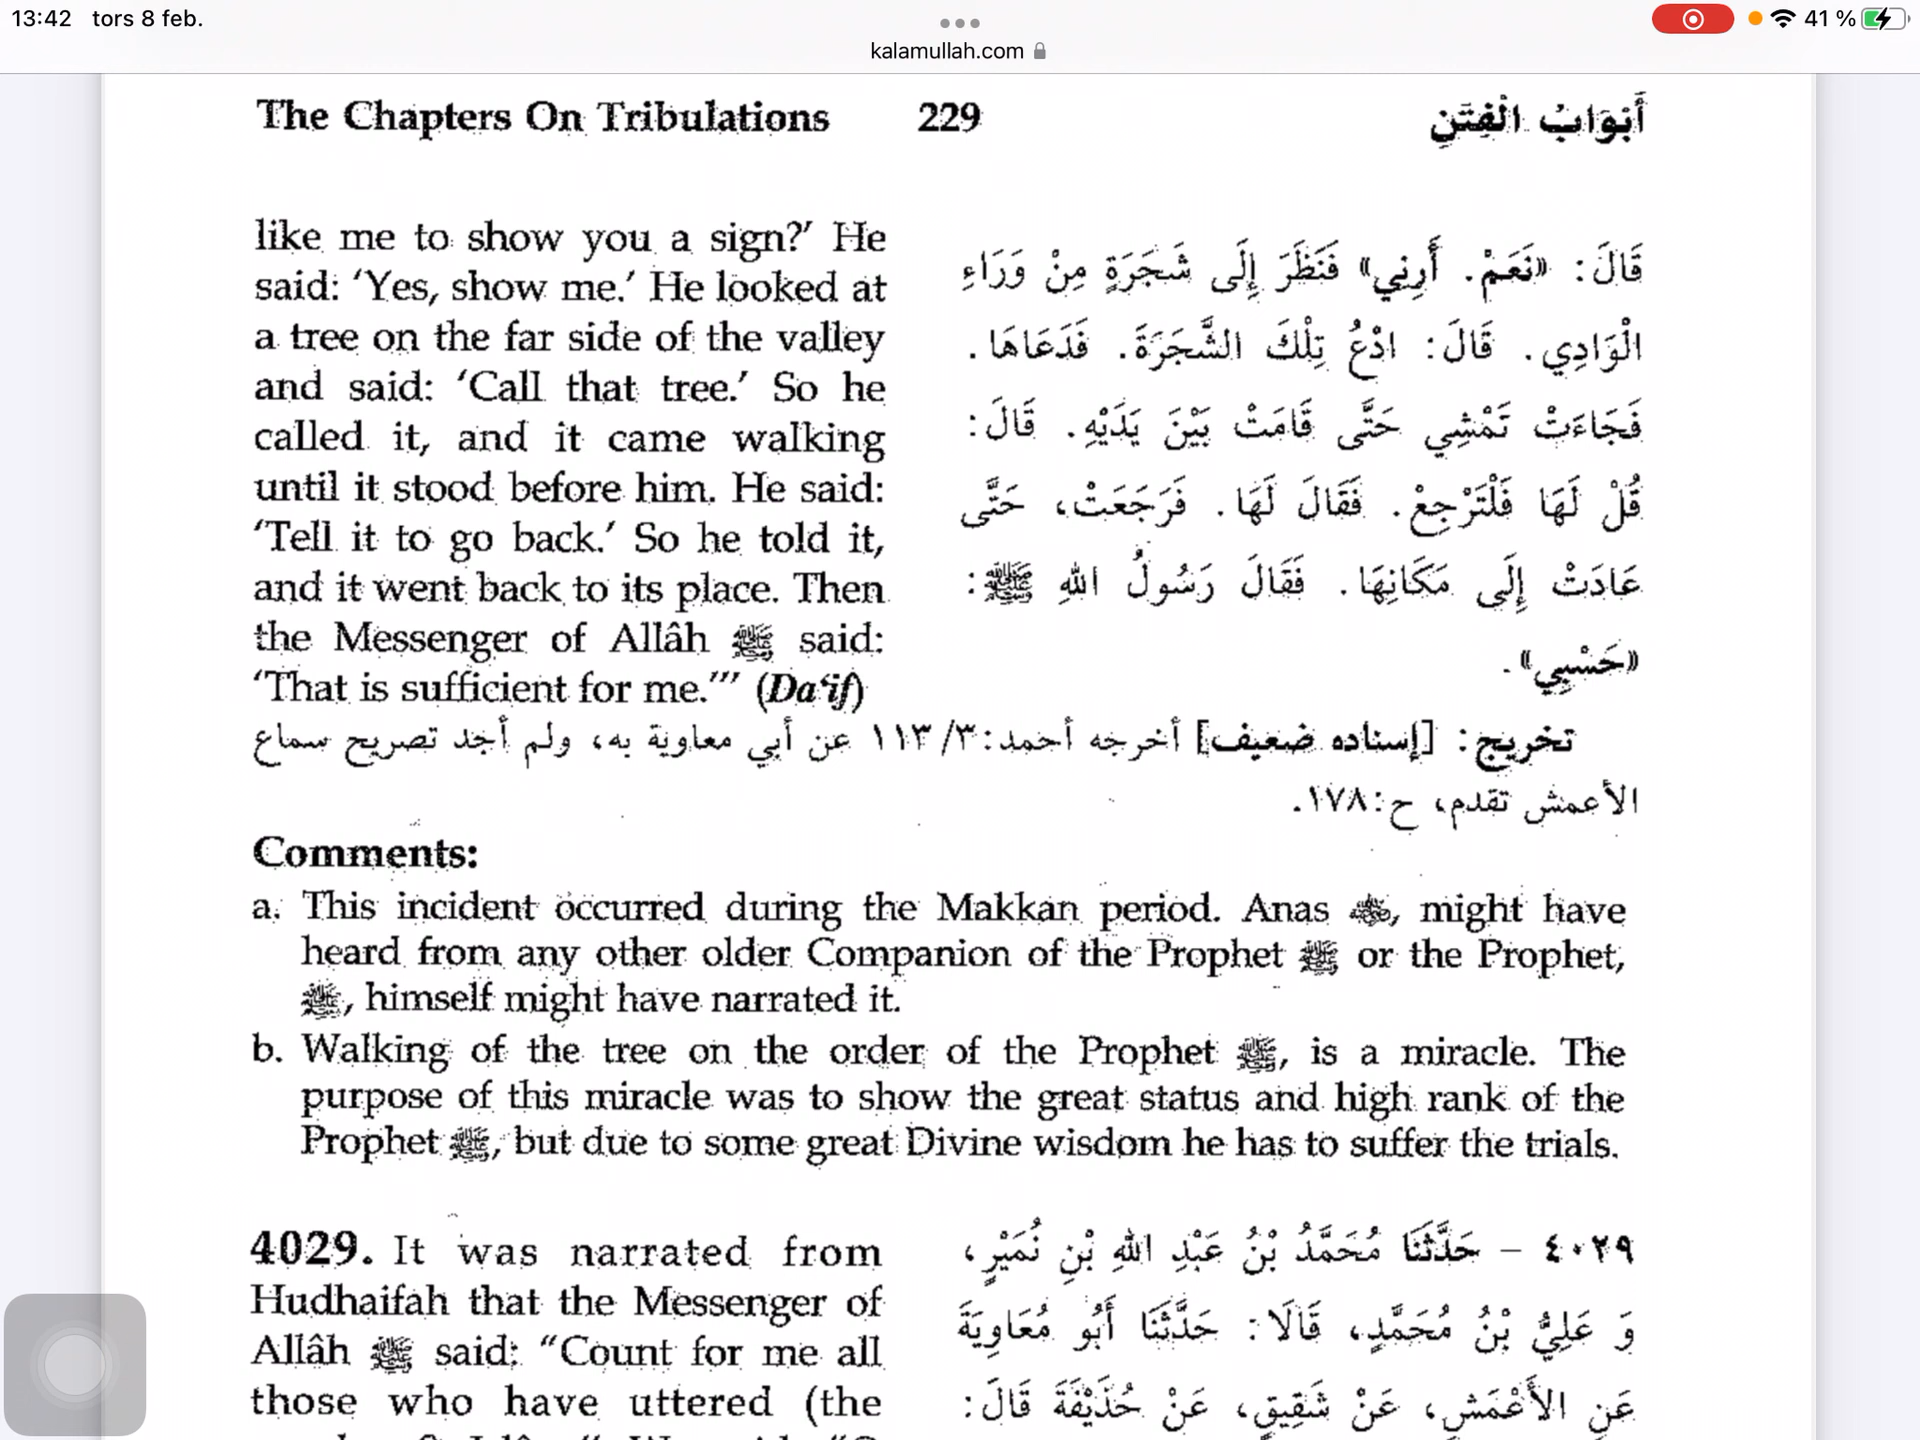 13:42 tors 8 feb.
41 %
kalamullah.com
The Chapters On Tribulations 229 أَبْوَابُ الْفِتَنِ
like me to show you a sign?’ He
said: ‘Yes, show me.’ He looked at
a tree on the far side of the valley
and said: ‘Call that tree.’ So he
called it, and it came walking
until it stood before him. He said:
‘Tell it to go back.’ So he told it,
and it went back to its place. Then
the Messenger of Allâh ﷺ said:
‘That is sufficient for me.’” (Da‘if)
قَالَ: «نَعَمْ. أَرِنِي» فَنَظَرَ إِلَى شَجَرَةٍ مِنْ وَرَاءِ
الْوَادِي. قَالَ: ادْعُ تِلْكَ الشَّجَرَةَ. فَدَعَاهَا.
فَجَاءَتْ تَمْشِي حَتَّى قَامَتْ بَيْنَ يَدَيْهِ. قَالَ:
قُلْ لَهَا فَلْتَرْجِعْ. فَقَالَ لَهَا. فَرَجَعَتْ، حَتَّى
عَادَتْ إِلَى مَكَانِهَا. فَقَالَ رَسُولُ اللهِ ﷺ:
«حَسْبِي».
تخريج: [إسناده ضعيف] أخرجه أحمد: ٣/ ١١٣ عن أبي معاوية به، ولم أجد تصريح سماع
الأعمش تقدم، ح: ١٧٨.
Comments:
a. This incident occurred during the Makkan period. Anas ؓ, might have
heard from any other older Companion of the Prophet ﷺ or the Prophet,
ﷺ, himself might have narrated it.
b. Walking of the tree on the order of the Prophet ﷺ, is a miracle. The
purpose of this miracle was to show the great status and high rank of the
Prophet ﷺ, but due to some great Divine wisdom he has to suffer the trials.
4029. It was narrated from
Hudhaifah that the Messenger of
Allâh ﷺ said: “Count for me all
those who have uttered (the
٤٠٢٩ – حَدَّثَنَا مُحَمَّدُ بْنُ عَبْدِ اللهِ بْنِ نُمَيْرٍ،
وَ عَلِيُّ بْنُ مُحَمَّدٍ، قَالَا: حَدَّثَنَا أَبُو مُعَاوِيَةَ
عَنِ الأَعْمَشِ، عَنْ شَقِيقٍ، عَنْ حُذَيْفَةَ قَالَ: